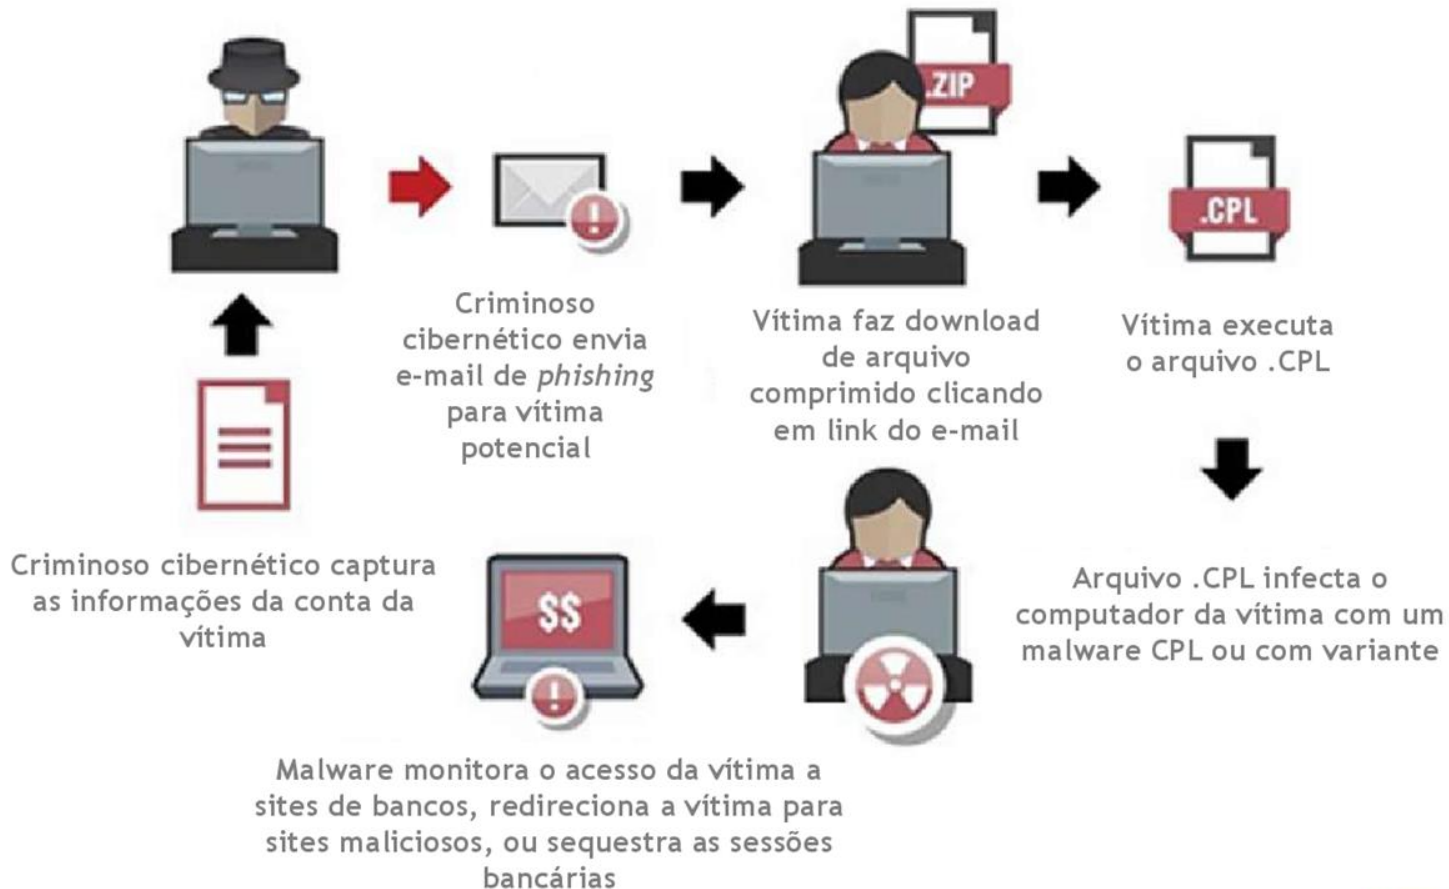 .ZIP
.CPL
Criminoso
cibernético envia
e-mail de phishing
para vítima
potencial
Vítima faz download
de arquivo
comprimido clicando
em link do e-mail
Vítima executa
o arquivo .CPL
Arquivo .CPL infecta o
computador da vítima com um
malware CPL ou com variante
$$
Malware monitora o acesso da vítima a
sites de bancos, redireciona a vítima para
sites maliciosos, ou sequestra as sessões
bancárias
Criminoso cibernético captura
as informações da conta da
vítima